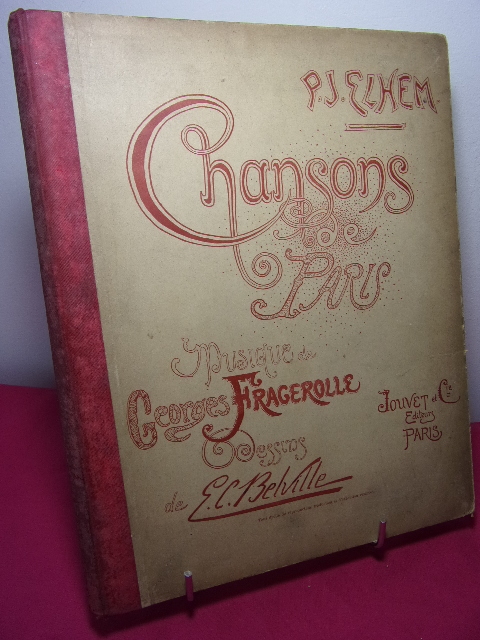 P.J. ELHEM.
Chansons
de
PARIS
Musique de
Georges FRAGEROLLE
Dessins
de E.C. Belville
JOUVET et Cie
Editeurs
PARIS